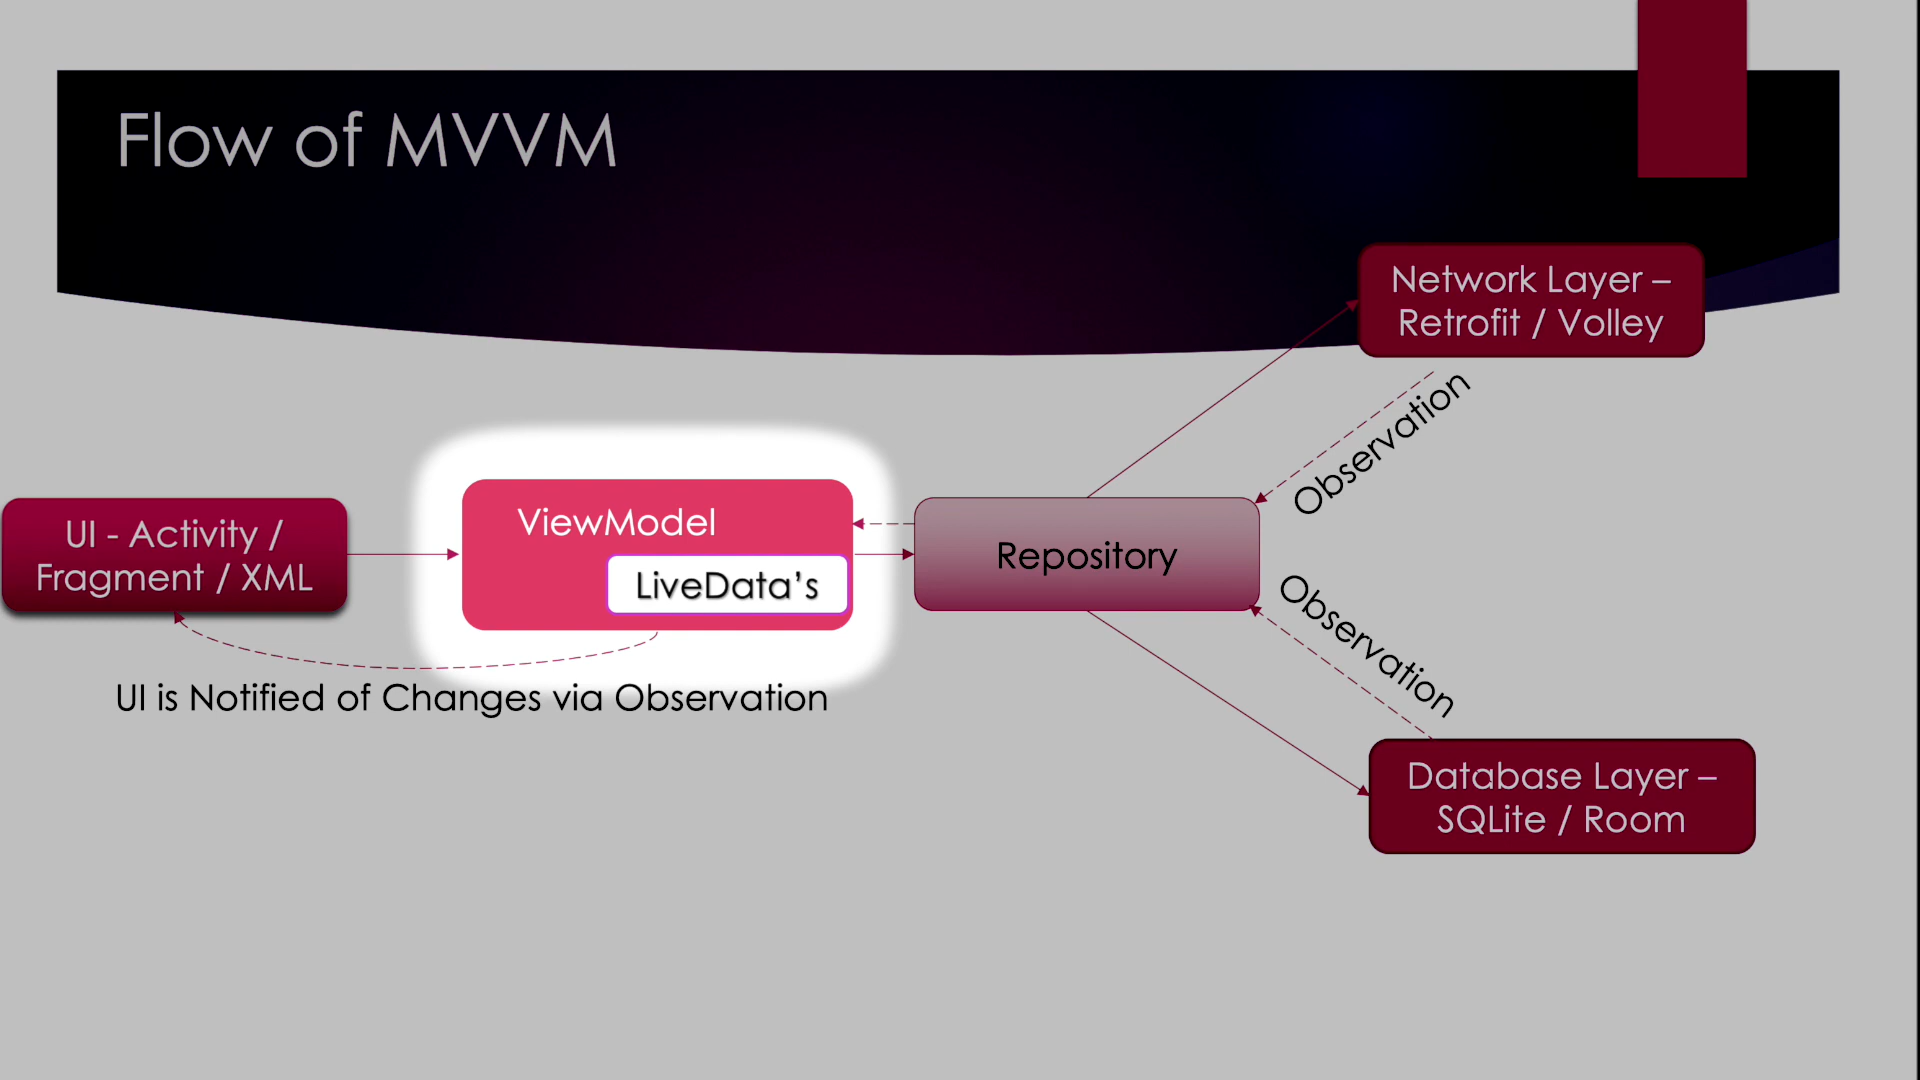 Flow of MVVM
Network Layer –
Retrofit / Volley
Observation
UI - Activity /
Fragment / XML
ViewModel
LiveData’s
Repository
Observation
UI is Notified of Changes via Observation
Database Layer –
SQLite / Room